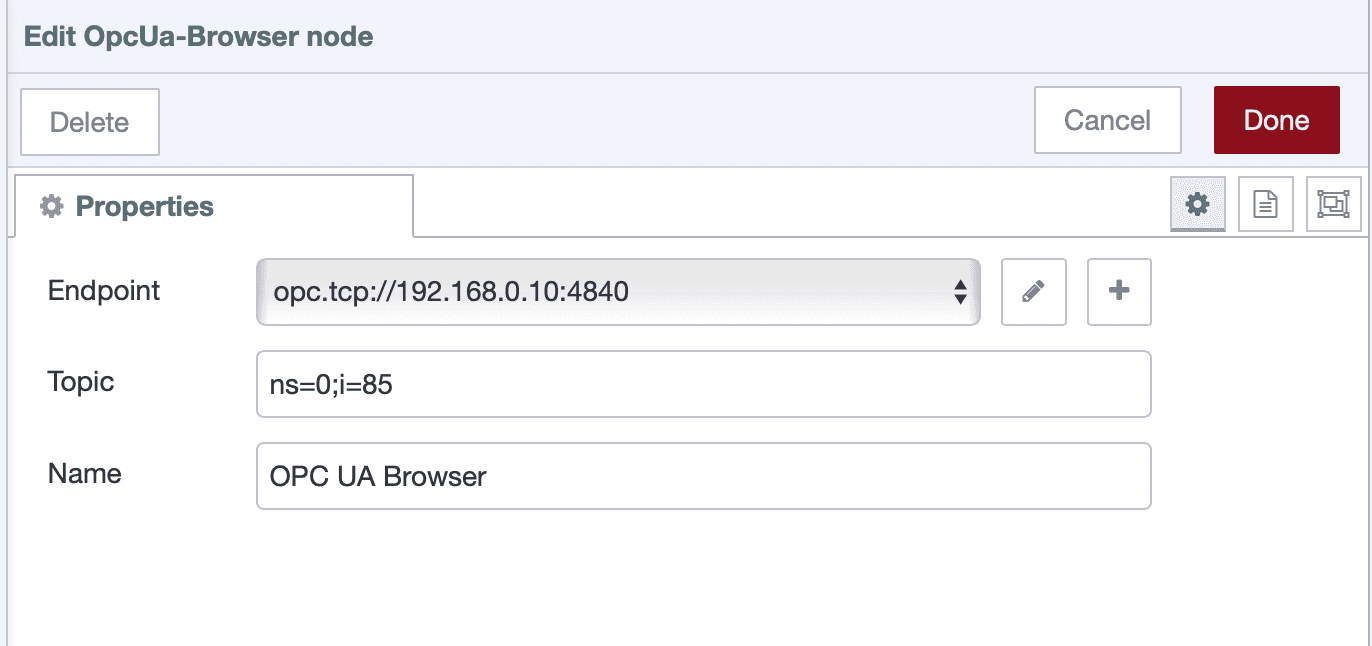 Edit OpcUa-Browser node
Delete
Cancel
Done
Properties
Endpoint
opc.tcp://192.168.0.10:4840
Topic
ns=0;i=85
Name
OPC UA Browser